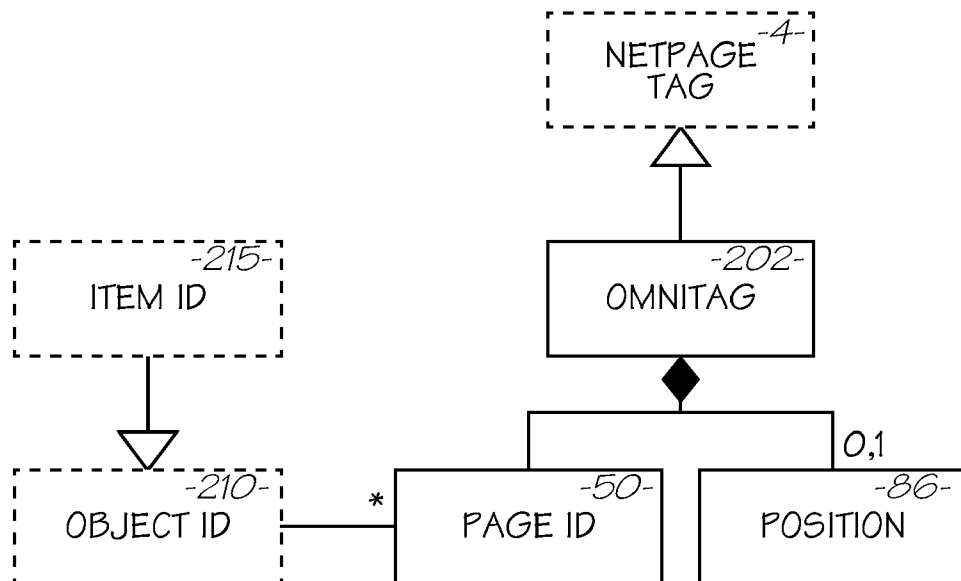 -4-
NETPAGE
TAG
-215-
ITEM ID
-202-
OMNITAG
0,1
-210-
OBJECT ID
*
-50-
PAGE ID
-86-
POSITION